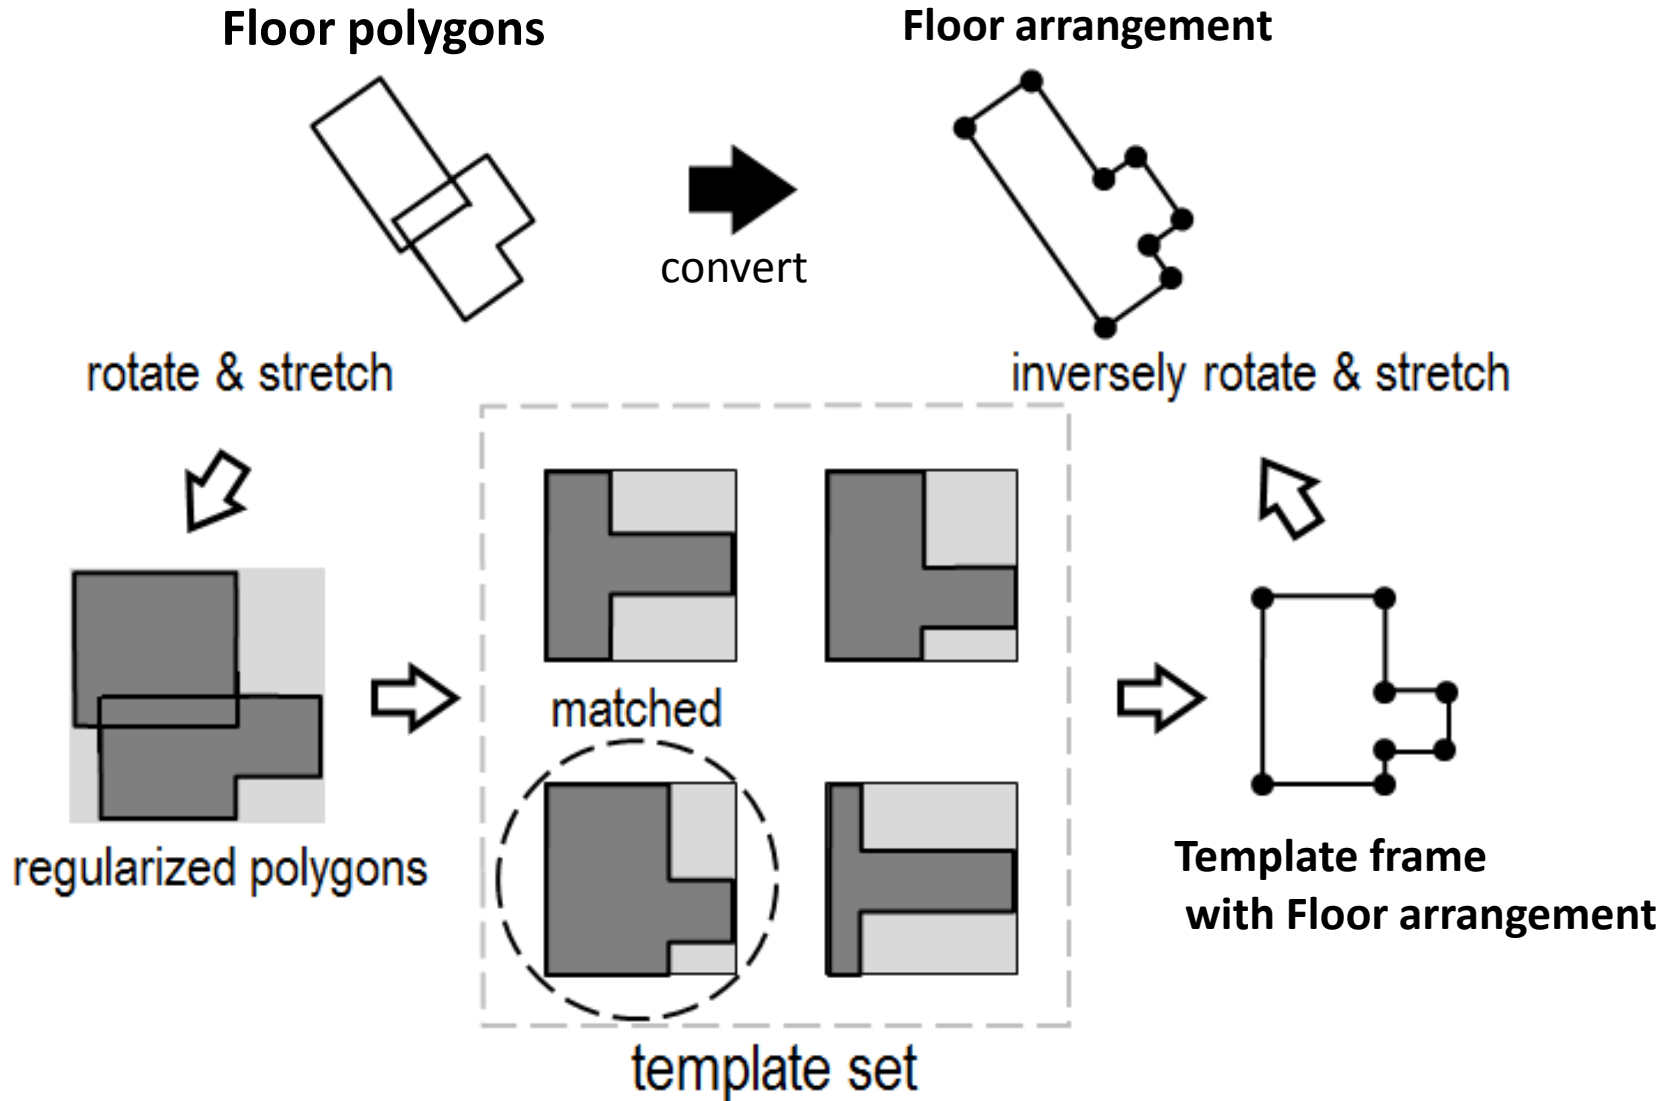 Floor polygons
Floor arrangement
convert
rotate & stretch
inversely rotate & stretch
matched
regularized polygons
Template frame
with Floor arrangement
template set